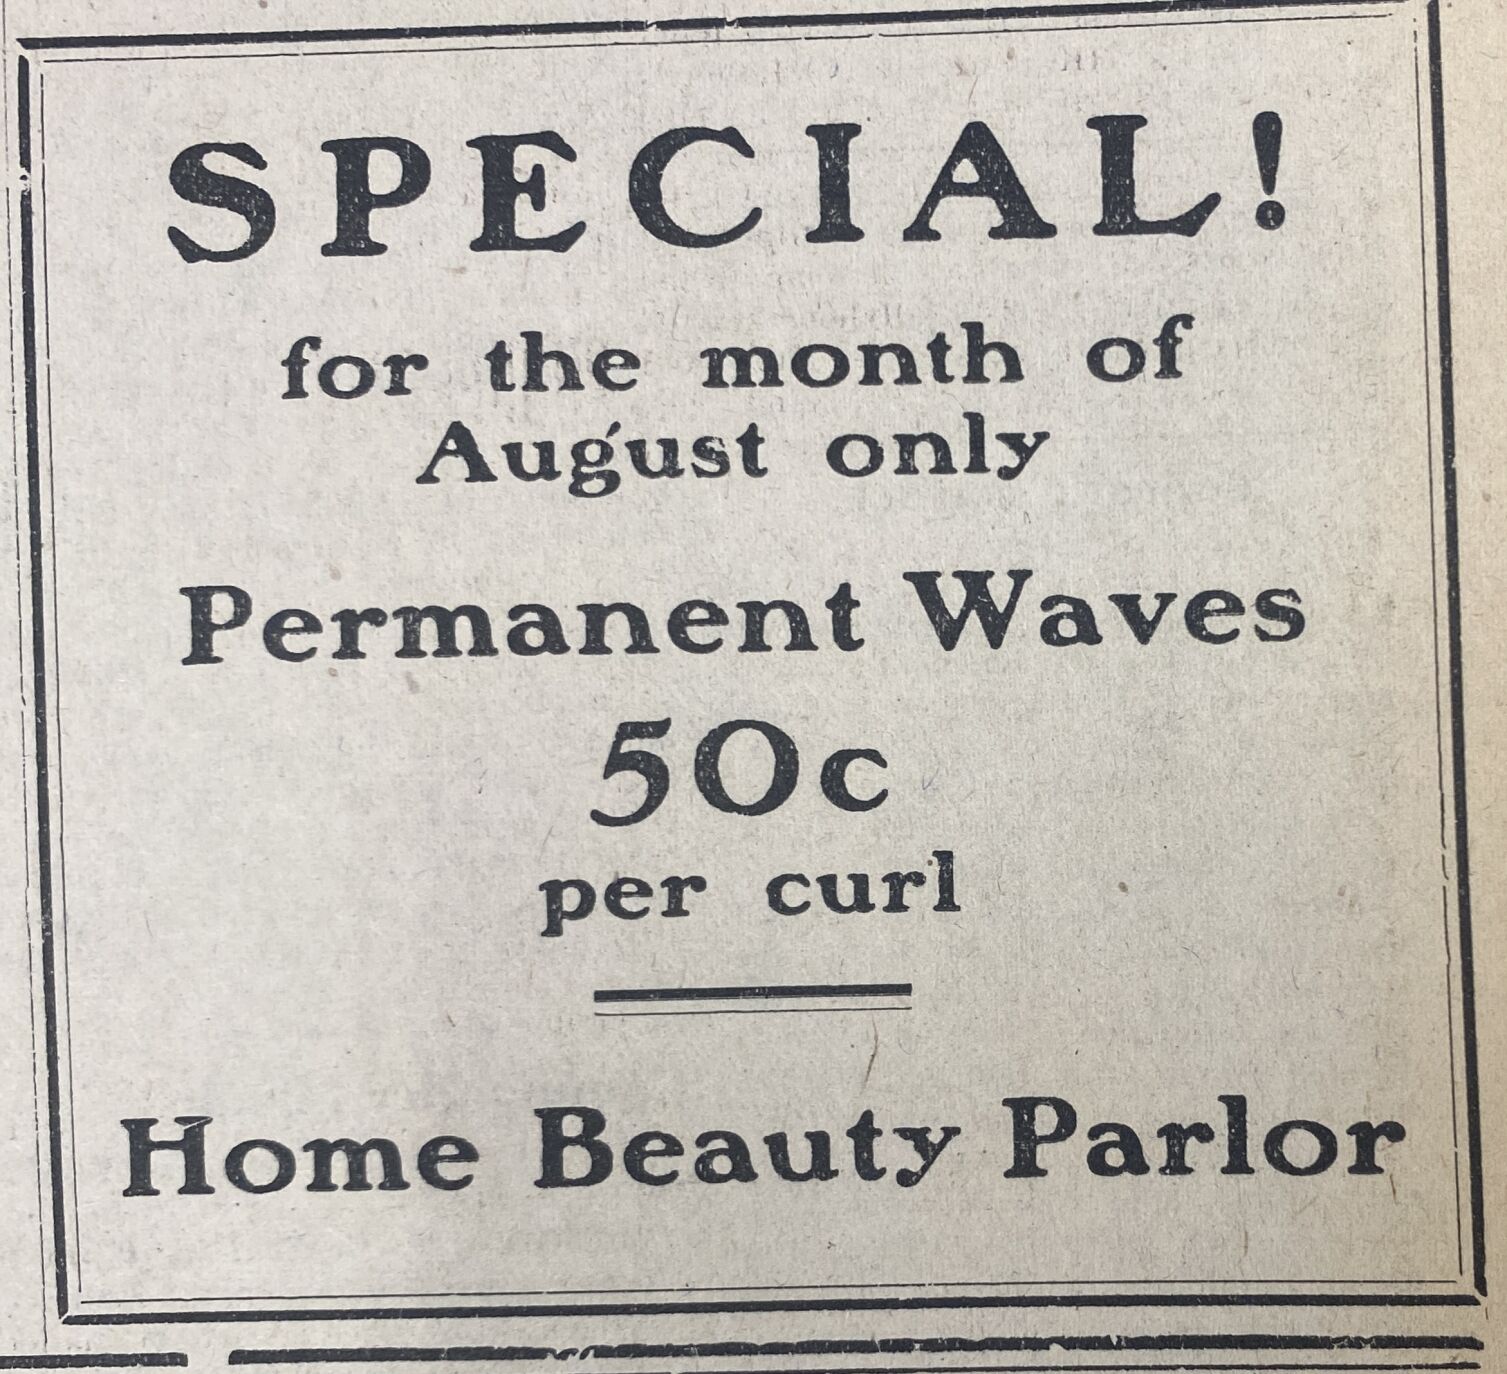 SPECIAL!
for the month of
August only
Permanent Waves
50c
per curl
Home Beauty Parlor